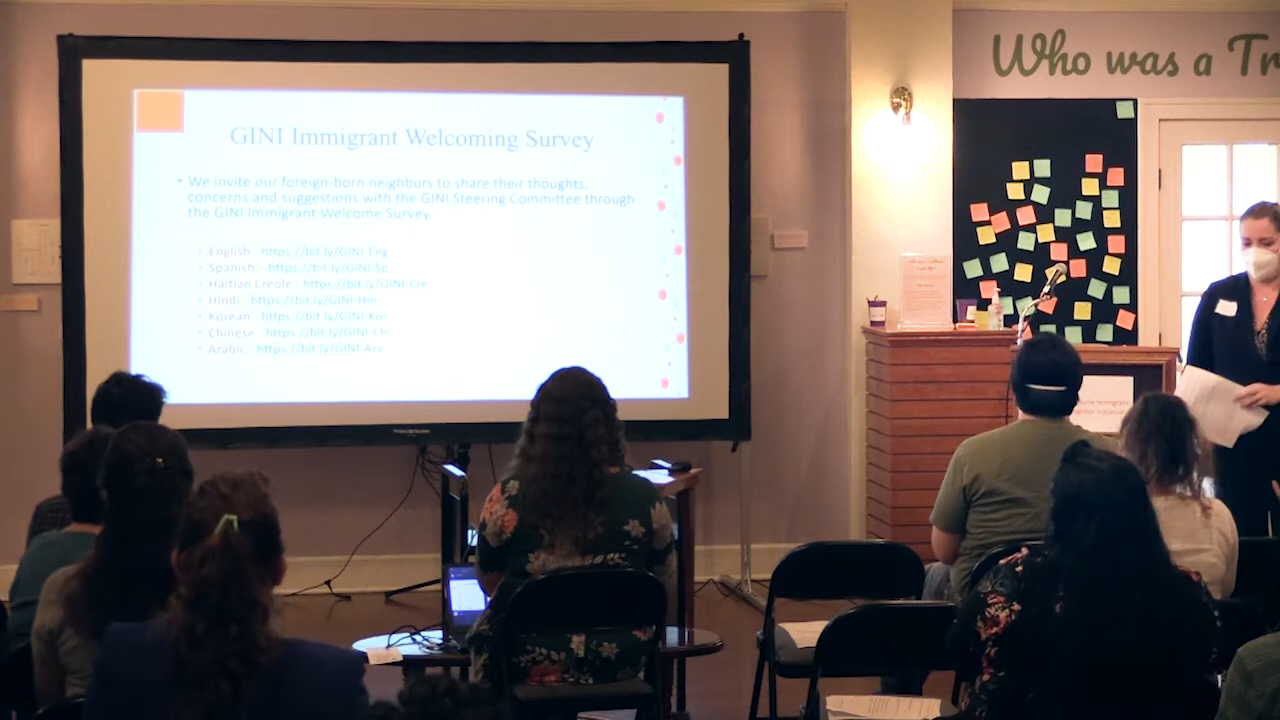 Who was a Tr
GINI Immigrant Welcoming Survey
• We invite our foreign-born neighbors to share their thoughts,
concerns and suggestions with the GINI Steering Committee through
the GINI Immigrant Welcome Survey.
• English - https://bit.ly/GINI-Eng
• Spanish - https://bit.ly/GINI-Sp
• Haitian Creole - https://bit.ly/GINI-Cre
• Hindi - https://bit.ly/GINI-Hin
• Korean - https://bit.ly/GINI-Kor
• Chinese - https://bit.ly/GINI-Chi
• Arabic - https://bit.ly/GINI-Ara
Immigrant
Initiative